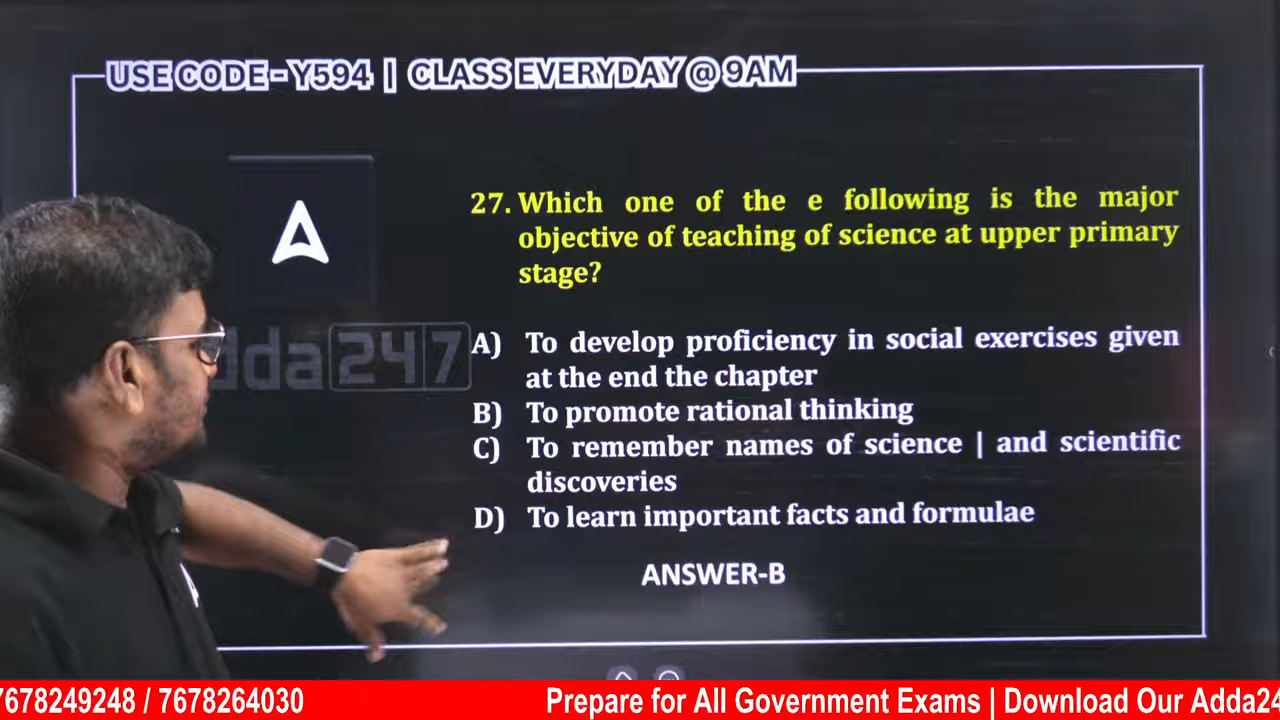 USE CODE - Y594 | CLASS EVERYDAY @ 9AM
27. Which one of the e following is the major
objective of teaching of science at upper primary
stage?
dda 247
A) To develop proficiency in social exercises given
at the end the chapter
B) To promote rational thinking
C) To remember names of science | and scientific
discoveries
D) To learn important facts and formulae
ANSWER-B
7678249248 / 7678264030
Prepare for All Government Exams | Download Our Adda24